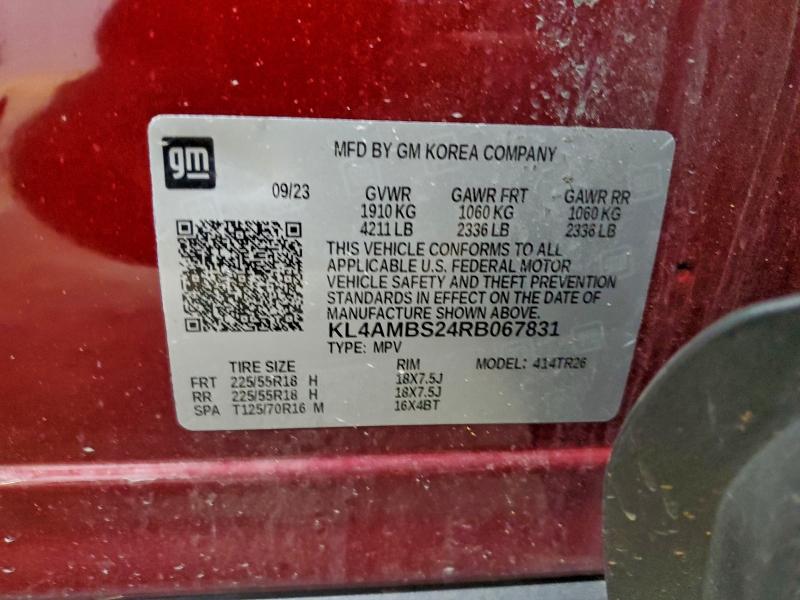 gm
MFD BY GM KOREA COMPANY
09/23 GVWR GAWR FRT GAWR RR
1910 KG 1060 KG 1060 KG
4211 LB 2336 LB 2336 LB
THIS VEHICLE CONFORMS TO ALL
APPLICABLE U.S. FEDERAL MOTOR
VEHICLE SAFETY AND THEFT PREVENTION
STANDARDS IN EFFECT ON THE DATE OF
MANUFACTURE SHOWN ABOVE.
KL4AMBS24RB067831
TYPE: MPV
TIRE SIZE RIM MODEL: 414TR26
FRT 225/55R18 H 18X7.5J
RR 225/55R18 H 18X7.5J
SPA T125/70R16 M 16X4BT